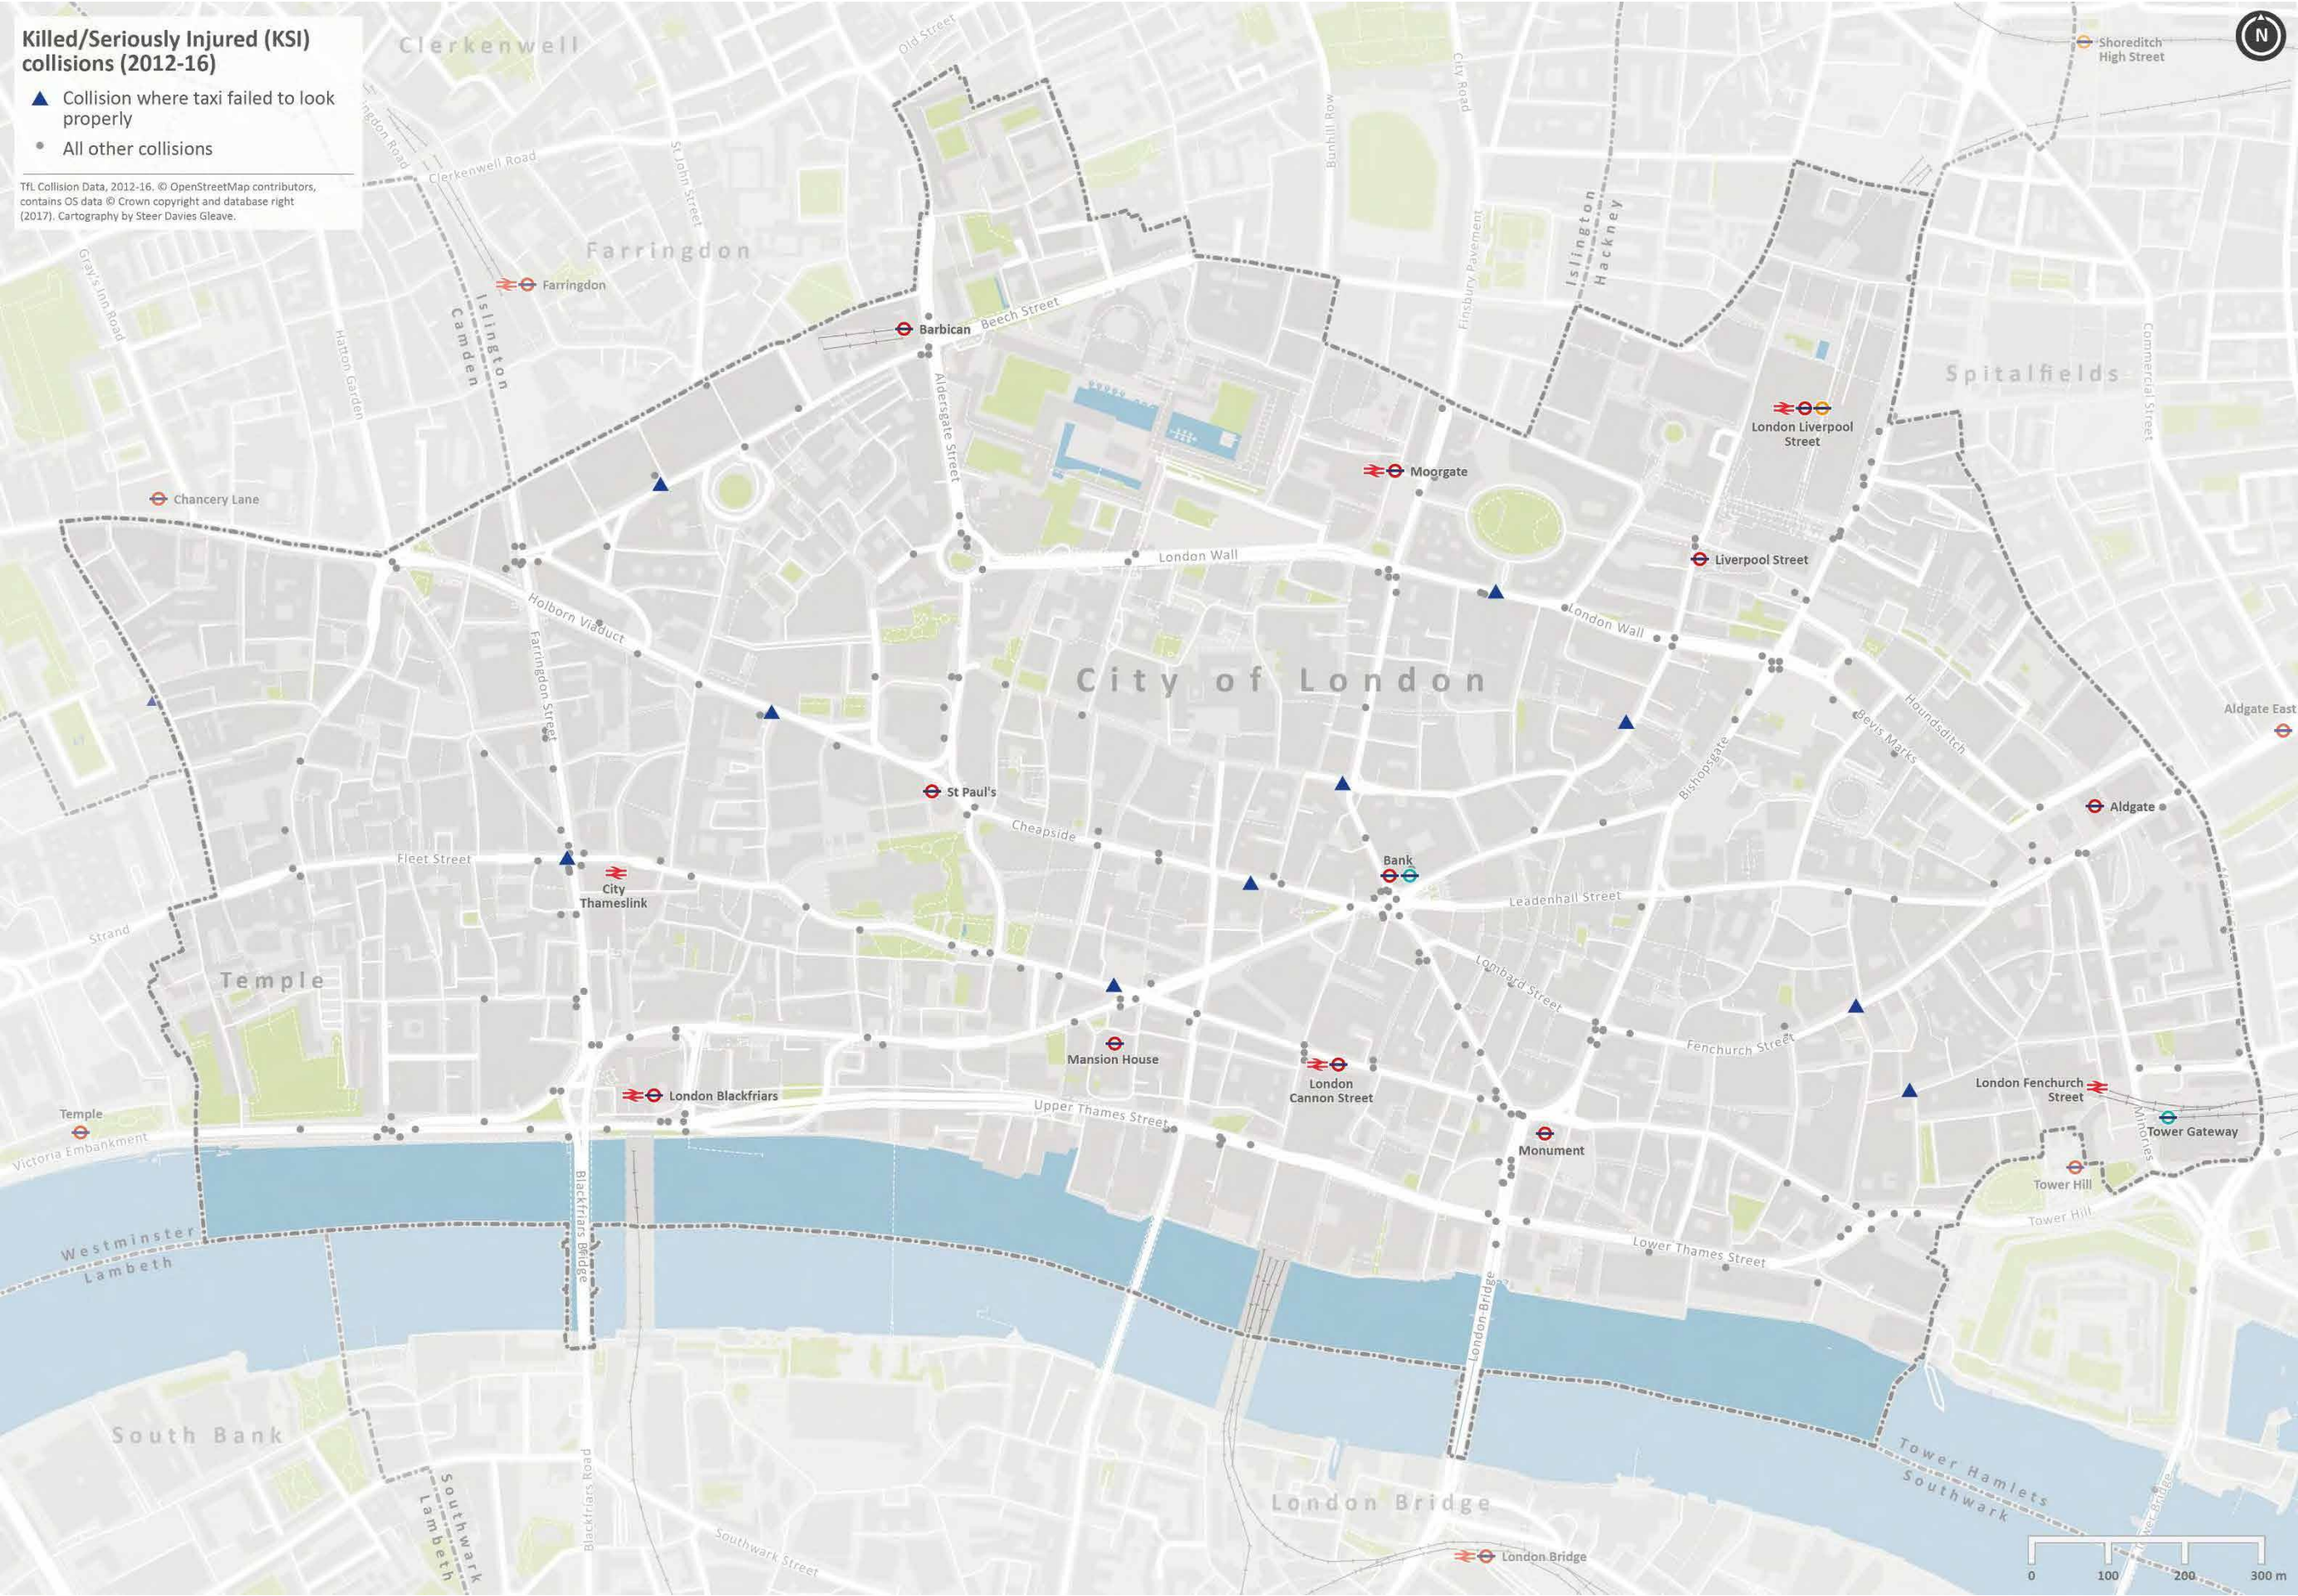 Killed/Seriously Injured (KSI)
collisions (2012-16)
Collision where taxi failed to look
properly
All other collisions
TfL Collision Data, 2012-16. © OpenStreetMap contributors,
contains OS data © Crown copyright and database right
(2017). Cartography by Steer Davies Gleave.
Clerkenwell
Old Street
City Road
Shoreditch
High Street
N
Bunhill Row
Clerkenwell Road
St John Street
Islington
Hackney
Farringdon
Gray's Inn Road
Farringdon
Finsbury Pavement
Islington
Camden
Hatton Garden
Barbican
Beech Street
Commercial Street
Spitalfields
Aldersgate Street
London Liverpool
Street
Moorgate
Chancery Lane
London Wall
Liverpool Street
Holborn Viaduct
London Wall
Farringdon Street
City of London
Houndsditch
Bevis Marks
Bishopsgate
Aldgate East
St Paul's
Aldgate
Cheapside
Fleet Street
Bank
City
Thameslink
Leadenhall Street
Strand
Temple
Lombard Street
Fenchurch Street
Mansion House
London
Cannon Street
London Fenchurch
Street
London Blackfriars
Upper Thames Street
Temple
Victoria Embankment
Monument
Minories
Tower Gateway
Tower Hill
Tower Hill
Blackfriars Bridge
Westminster
Lambeth
Lower Thames Street
London Bridge
South Bank
Blackfriars Road
Southwark
Lambeth
Southwark Street
London Bridge
London Bridge
Tower Hamlets
Southwark
0 100 200 300 m